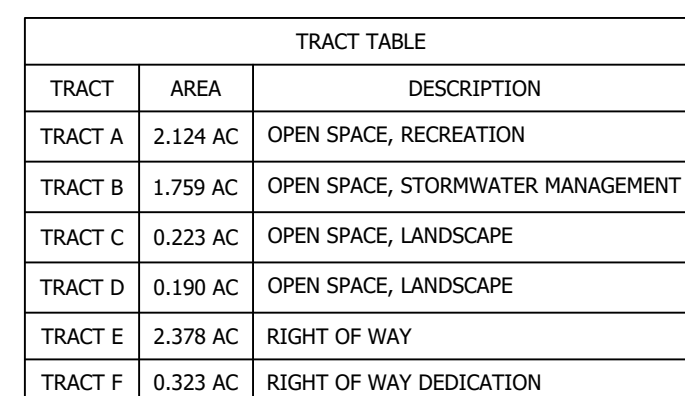 TRACT TABLE
TRACT AREA DESCRIPTION
TRACT A 2.124 AC OPEN SPACE, RECREATION
TRACT B 1.759 AC OPEN SPACE, STORMWATER MANAGEMENT
TRACT C 0.223 AC OPEN SPACE, LANDSCAPE
TRACT D 0.190 AC OPEN SPACE, LANDSCAPE
TRACT E 2.378 AC RIGHT OF WAY
TRACT F 0.323 AC RIGHT OF WAY DEDICATION